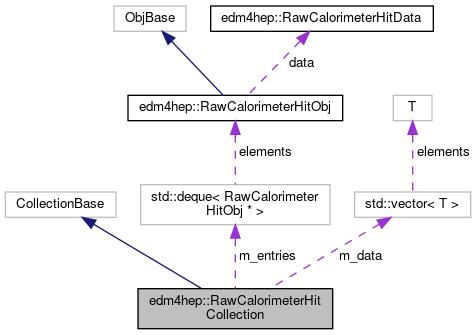 ObjBase
edm4hep::RawCalorimeterHitData
data
edm4hep::RawCalorimeterHitObj
T
elements
elements
CollectionBase
std::deque< RawCalorimeter
HitObj * >
std::vector< T >
m_entries
m_data
edm4hep::RawCalorimeterHit
Collection